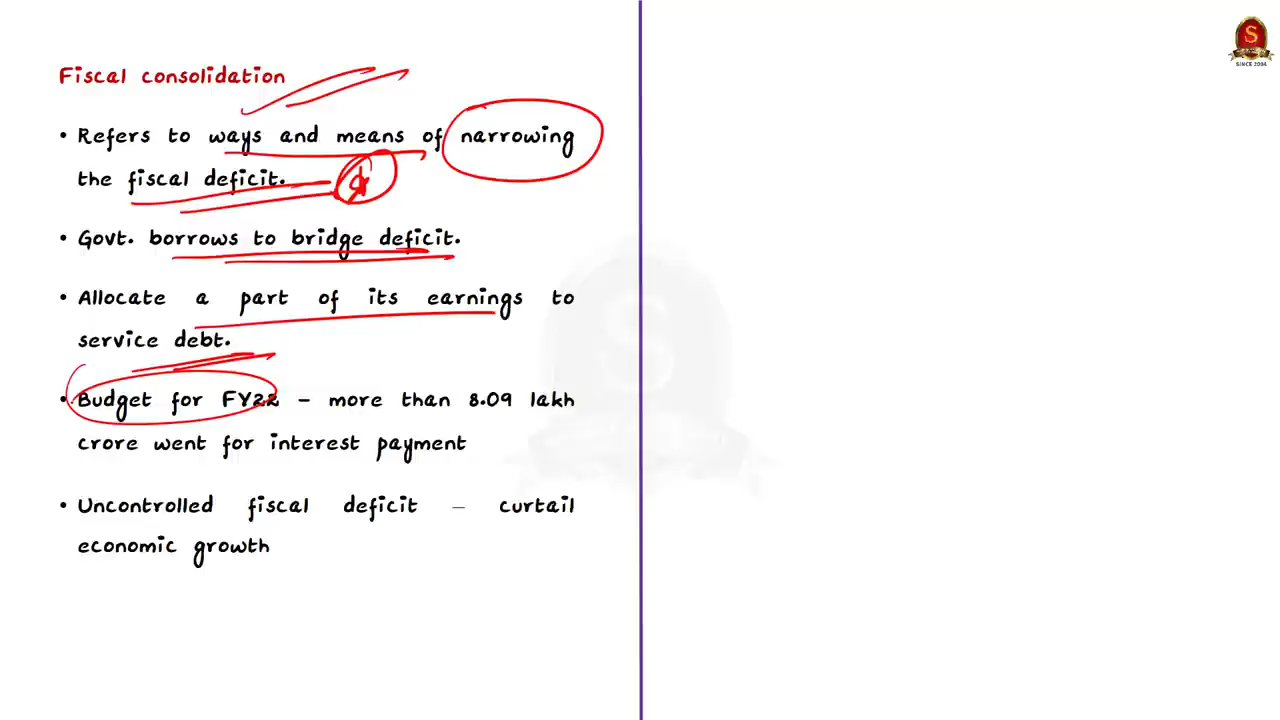 Fiscal consolidation
• Refers to ways and means of narrowing
the fiscal deficit.
• Govt. borrows to bridge deficit.
• Allocate a part of its earnings to
service debt.
• Budget for FY22 – more than 8.09 lakh
crore went for interest payment
• Uncontrolled fiscal deficit – curtail
economic growth
S
SINCE 2004